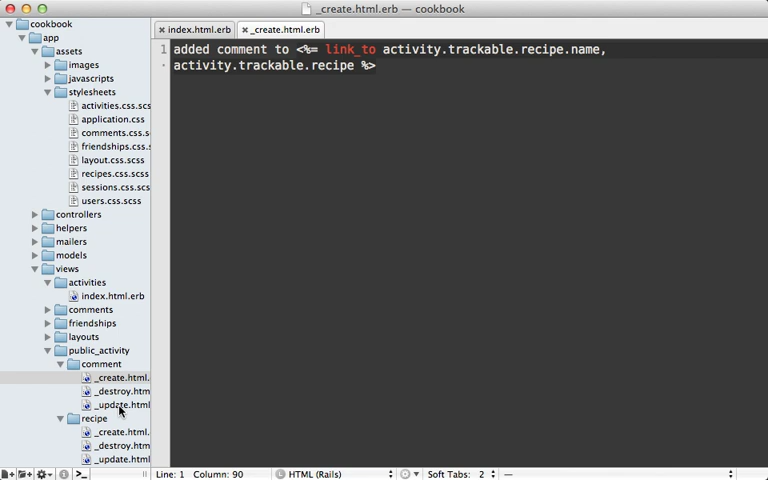 _create.html.erb — cookbook
cookbook
app
assets
images
javascripts
stylesheets
activities.css.scs
application.css
comments.css.s
friendships.css.
layout.css.scss
recipes.css.scss
sessions.css.scs
users.css.scss
controllers
helpers
mailers
models
views
activities
index.html.erb
comments
friendships
layouts
public_activity
comment
_create.html.
_destroy.htm
_update.html
recipe
_create.html.
_destroy.htm
_update.html
index.html.erb
_create.html.erb
1 added comment to <%= link_to activity.trackable.recipe.name,
activity.trackable.recipe %>
Line: 1 Column: 90
HTML (Rails)
Soft Tabs: 2
—